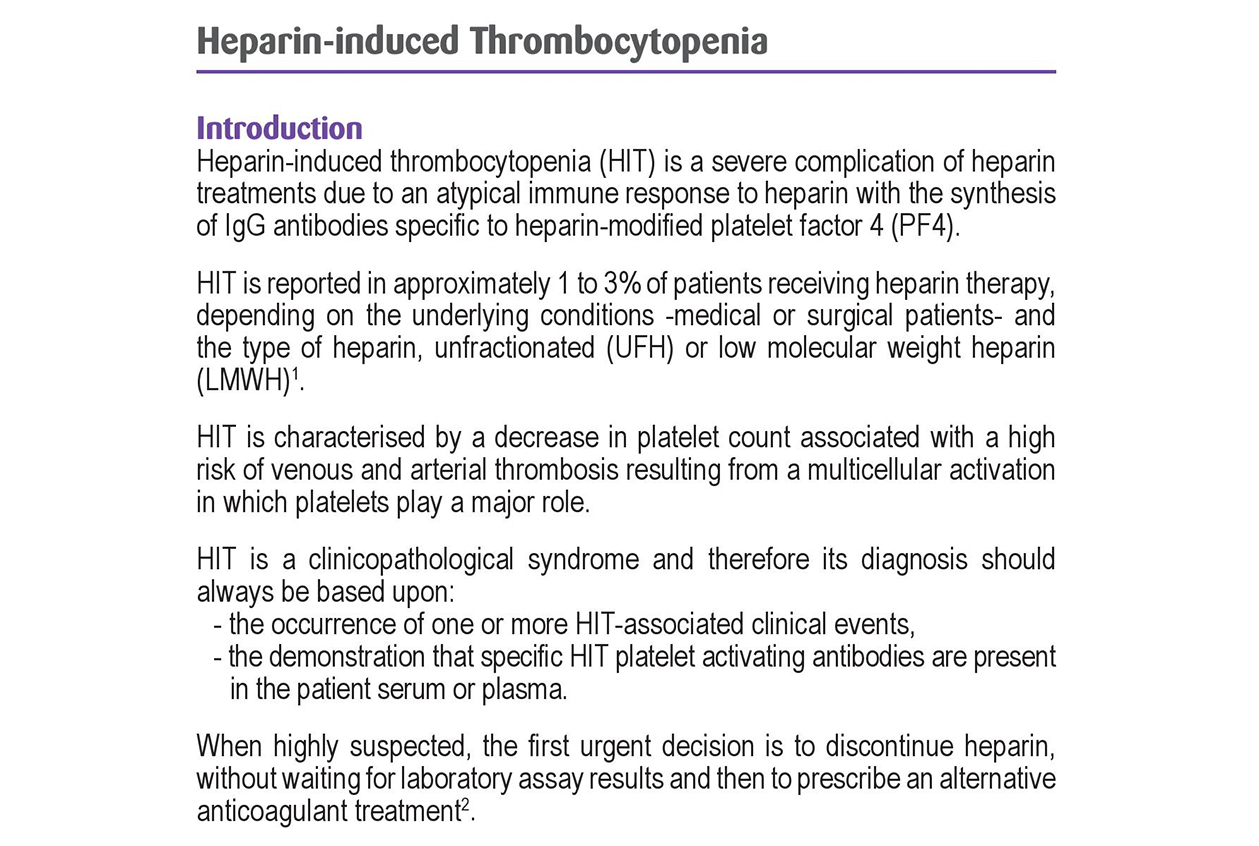 Heparin-induced Thrombocytopenia
Introduction
Heparin-induced thrombocytopenia (HIT) is a severe complication of heparin
treatments due to an atypical immune response to heparin with the synthesis
of IgG antibodies specific to heparin-modified platelet factor 4 (PF4).
HIT is reported in approximately 1 to 3% of patients receiving heparin therapy,
depending on the underlying conditions -medical or surgical patients- and
the type of heparin, unfractionated (UFH) or low molecular weight heparin
(LMWH)¹.
HIT is characterised by a decrease in platelet count associated with a high
risk of venous and arterial thrombosis resulting from a multicellular activation
in which platelets play a major role.
HIT is a clinicopathological syndrome and therefore its diagnosis should
always be based upon:
- the occurrence of one or more HIT-associated clinical events,
- the demonstration that specific HIT platelet activating antibodies are present
in the patient serum or plasma.
When highly suspected, the first urgent decision is to discontinue heparin,
without waiting for laboratory assay results and then to prescribe an alternative
anticoagulant treatment².